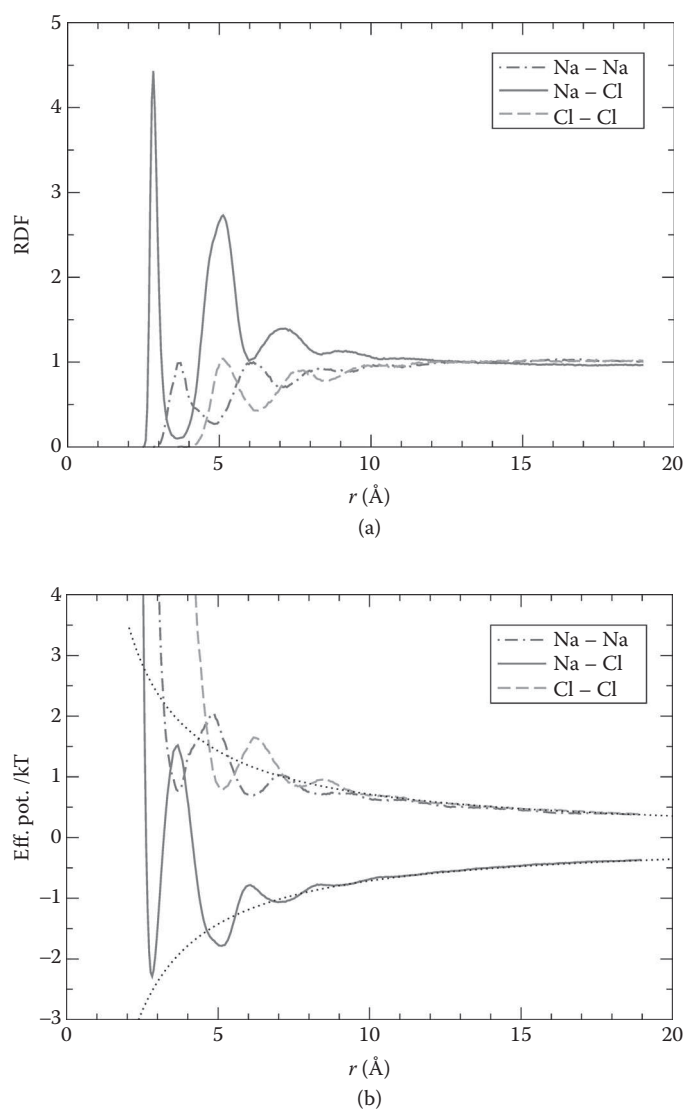 5
4
3
2
1
0
RDF
Na – Na
Na – Cl
Cl – Cl
0 5 10 15 20
r (Å)
(a)
4
3
2
1
0
–1
–2
–3
Eff. pot. /kT
Na – Na
Na – Cl
Cl – Cl
0 5 10 15 20
r (Å)
(b)